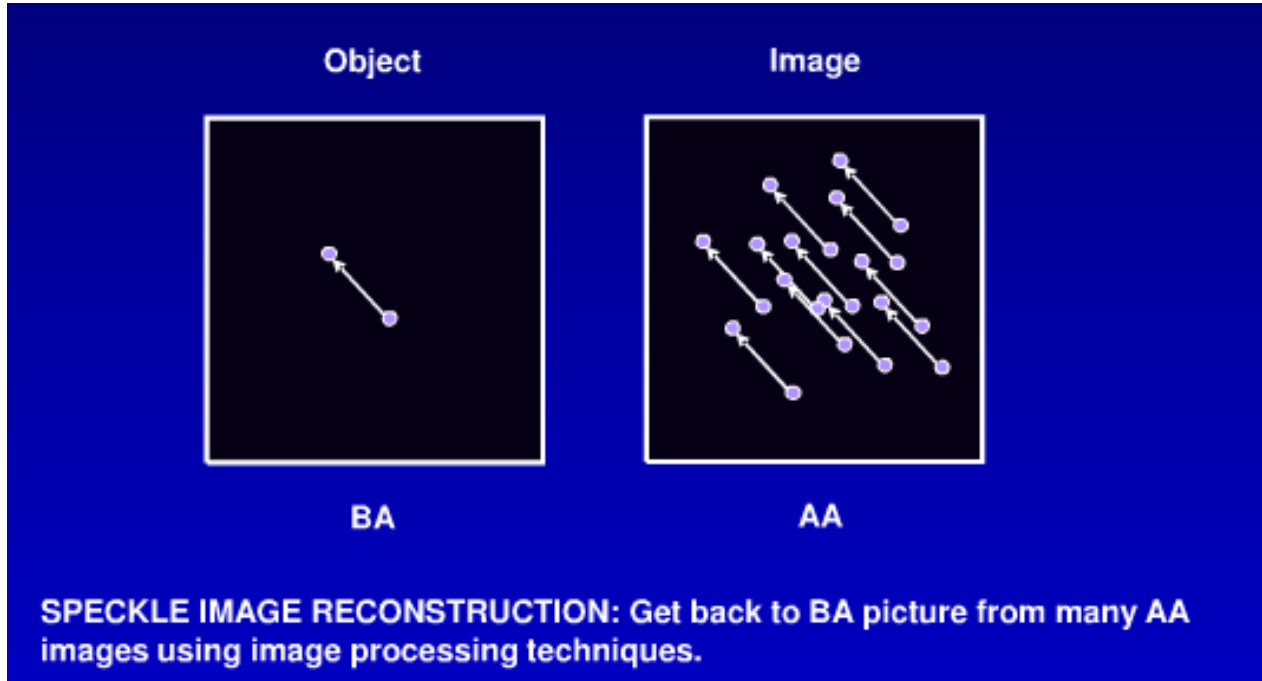 Object
Image
BA
AA
SPECKLE IMAGE RECONSTRUCTION: Get back to BA picture from many AA
images using image processing techniques.